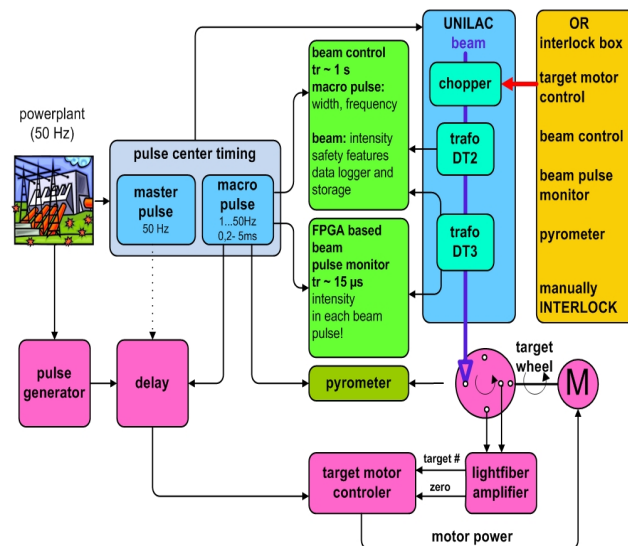 powerplant
(50 Hz)
pulse center timing
master
pulse
50 Hz
macro
pulse
1...50Hz
0,2- 5ms
beam control
tr ~ 1 s
macro pulse:
width, frequency
beam: intensity
safety features
data logger and
storage
FPGA based
beam
pulse monitor
tr ~ 15 µs
intensity
in each beam
pulse!
UNILAC
beam
chopper
trafo
DT2
trafo
DT3
OR
interlock box
target motor
control
beam control
beam pulse
monitor
pyrometer
manually
INTERLOCK
pulse
generator
delay
pyrometer
target
wheel
M
target motor
controler
target #
zero
lightfiber
amplifier
motor power